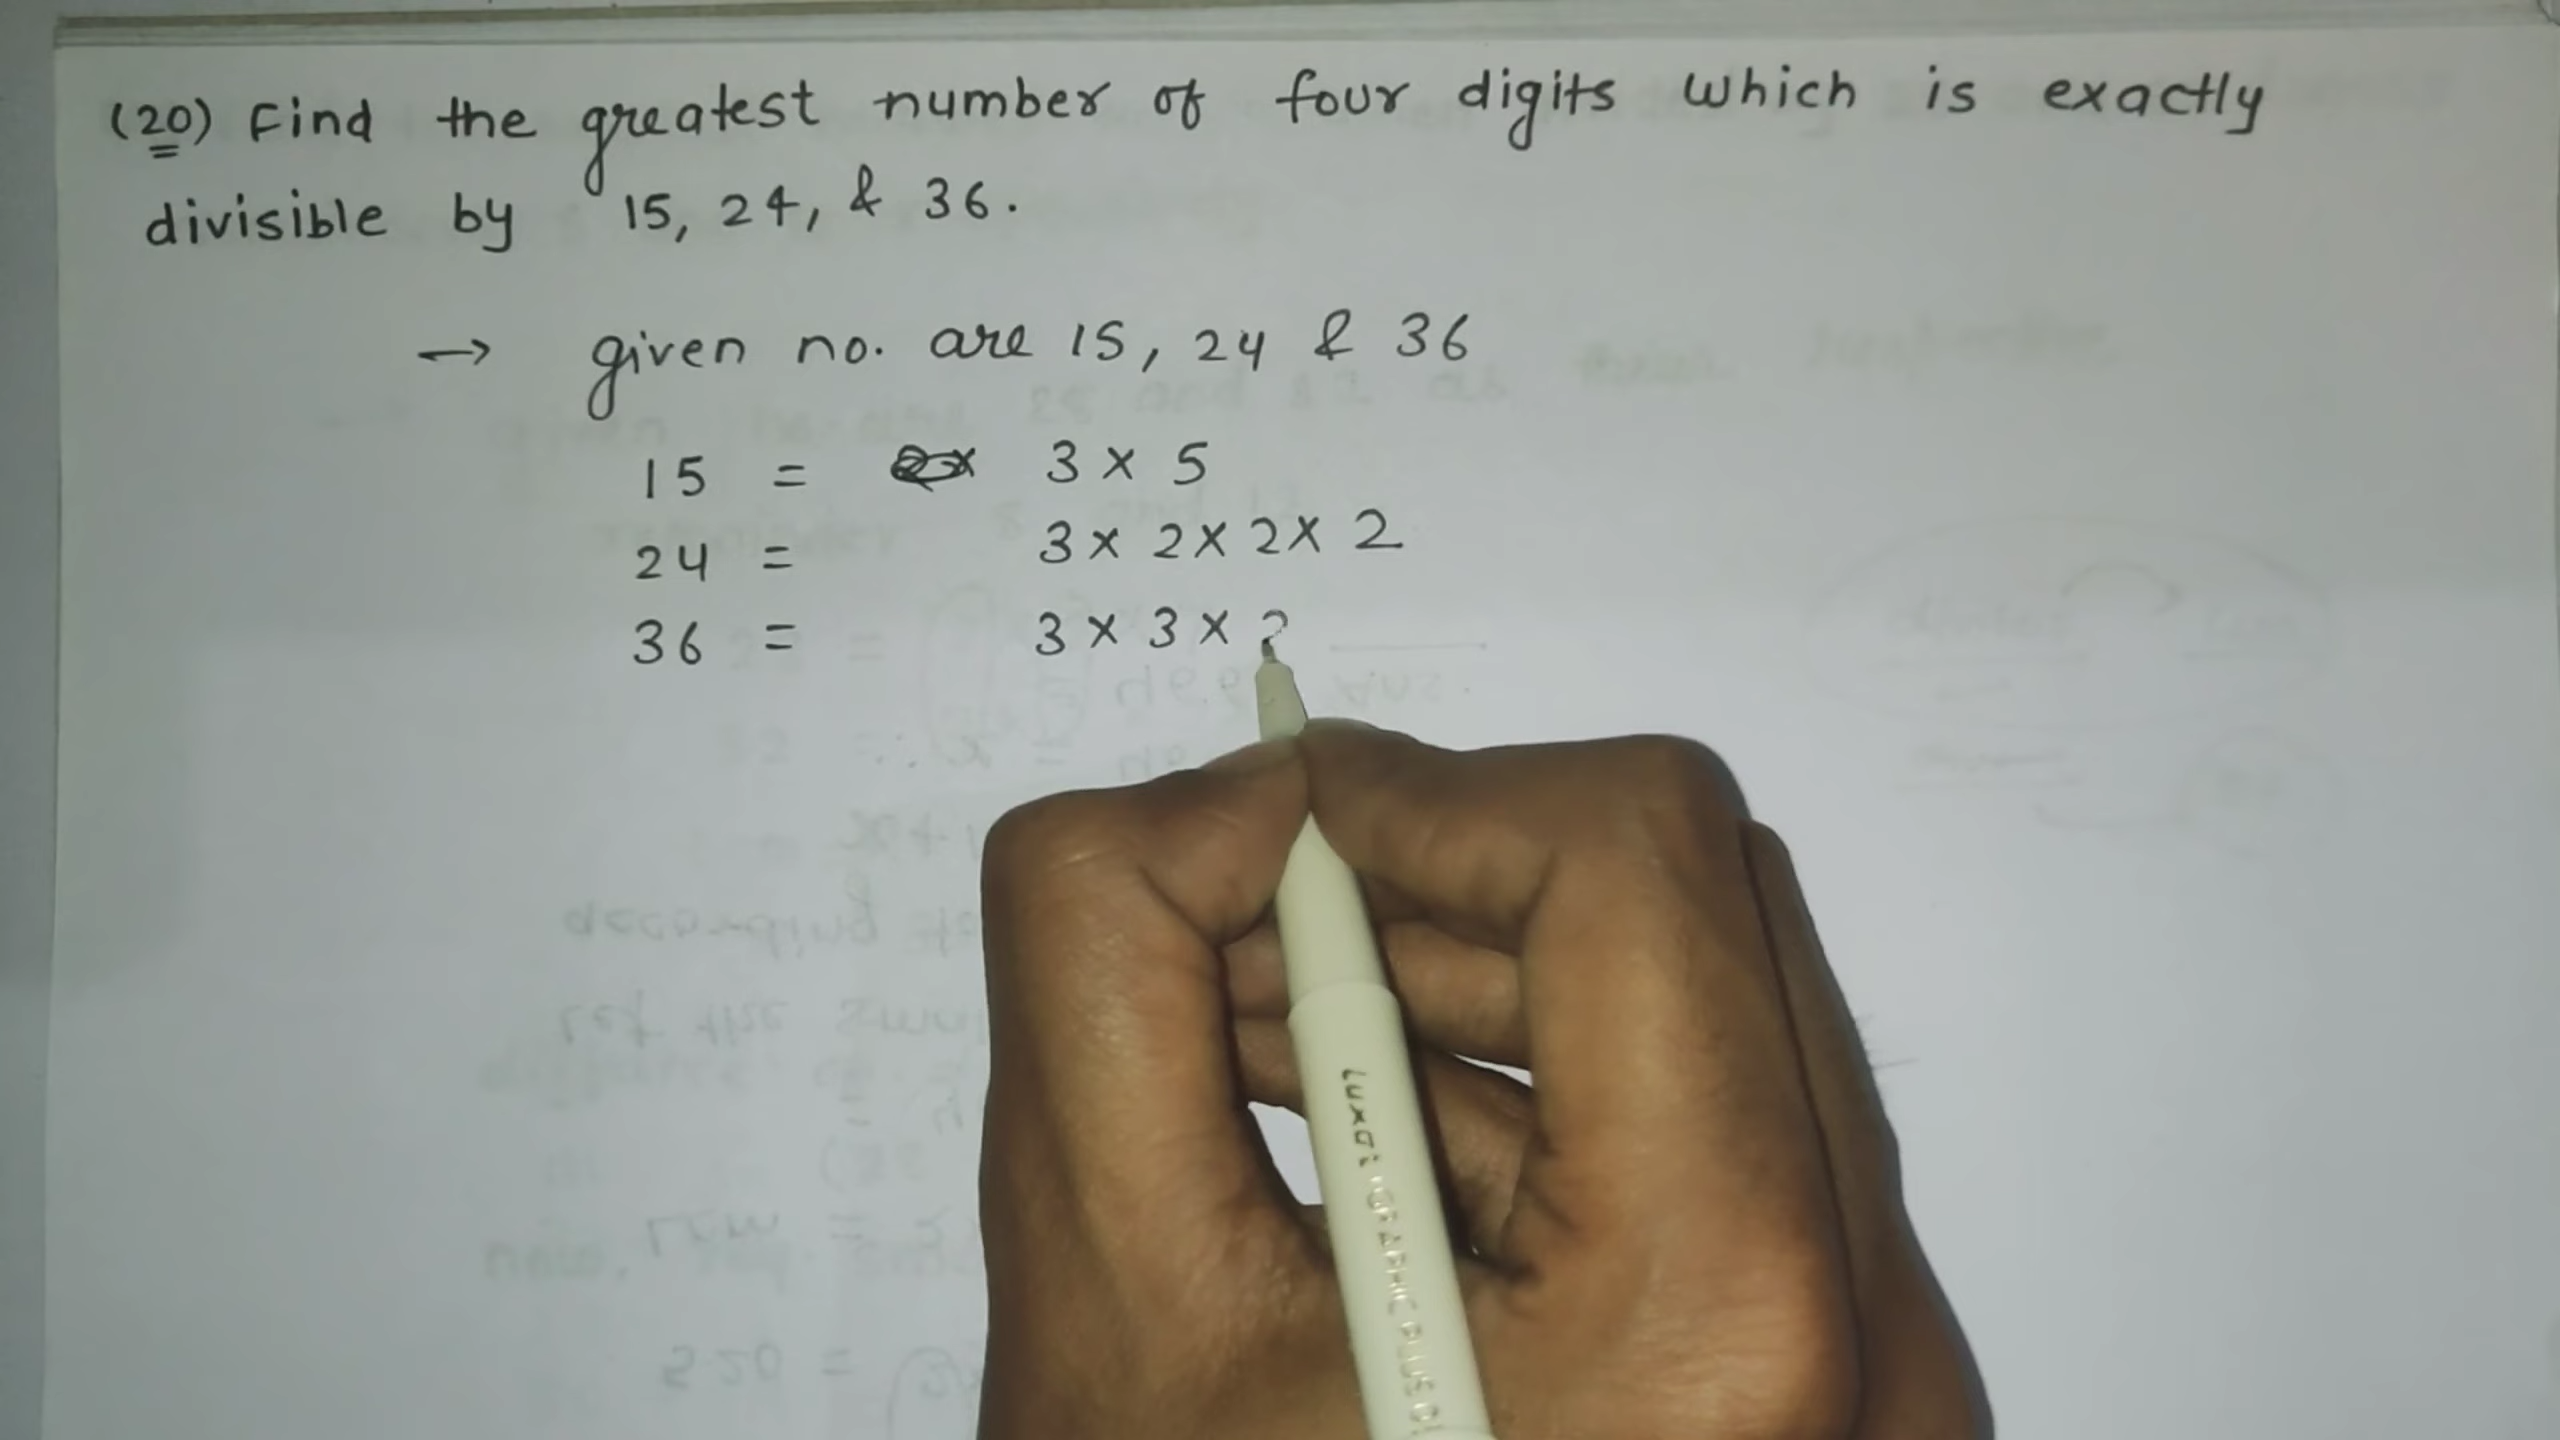 (20) Find the greatest number of four digits which is exactly
divisible by 15, 24, & 36.
→ given no. are 15, 24 & 36
15 = 3 × 5
24 = 3 × 2 × 2 × 2
36 = 3 × 3 × 2
Luxor GRAPHIC